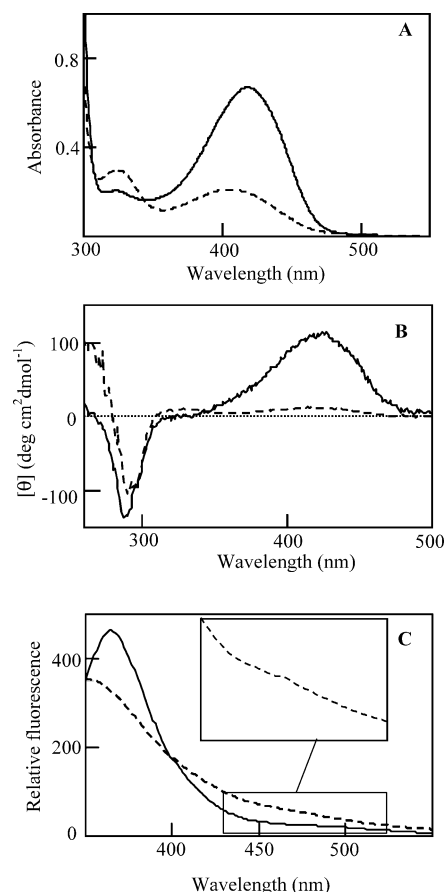 A
0.8
0.4
Absorbance
300
400
500
Wavelength (nm)
B
100
0
-100
[θ] (deg cm²dmol⁻¹)
300
400
500
Wavelength (nm)
C
400
200
0
Relative fluorescence
400
450
500
Wavelength (nm)